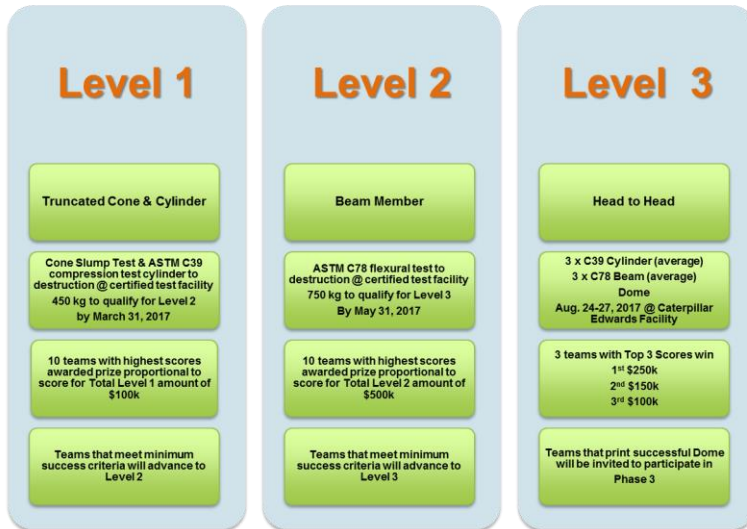 Level 1
Truncated Cone & Cylinder
Cone Slump Test & ASTM C39
compression test cylinder to
destruction @ certified test facility
450 kg to qualify for Level 2
by March 31, 2017
10 teams with highest scores
awarded prize proportional to
score for Total Level 1 amount of
$100k
Teams that meet minimum
success criteria will advance to
Level 2
Level 2
Beam Member
ASTM C78 flexural test to
destruction @ certified test facility
750 kg to qualify for Level 3
By May 31, 2017
10 teams with highest scores
awarded prize proportional to
score for Total Level 2 amount of
$500k
Teams that meet minimum
success criteria will advance to
Level 3
Level 3
Head to Head
3 x C39 Cylinder (average)
3 x C78 Beam (average)
Dome
Aug. 24-27, 2017 @ Caterpillar
Edwards Facility
3 teams with Top 3 Scores win
1st $250k
2nd $150k
3rd $100k
Teams that print successful Dome
will be invited to participate in
Phase 3